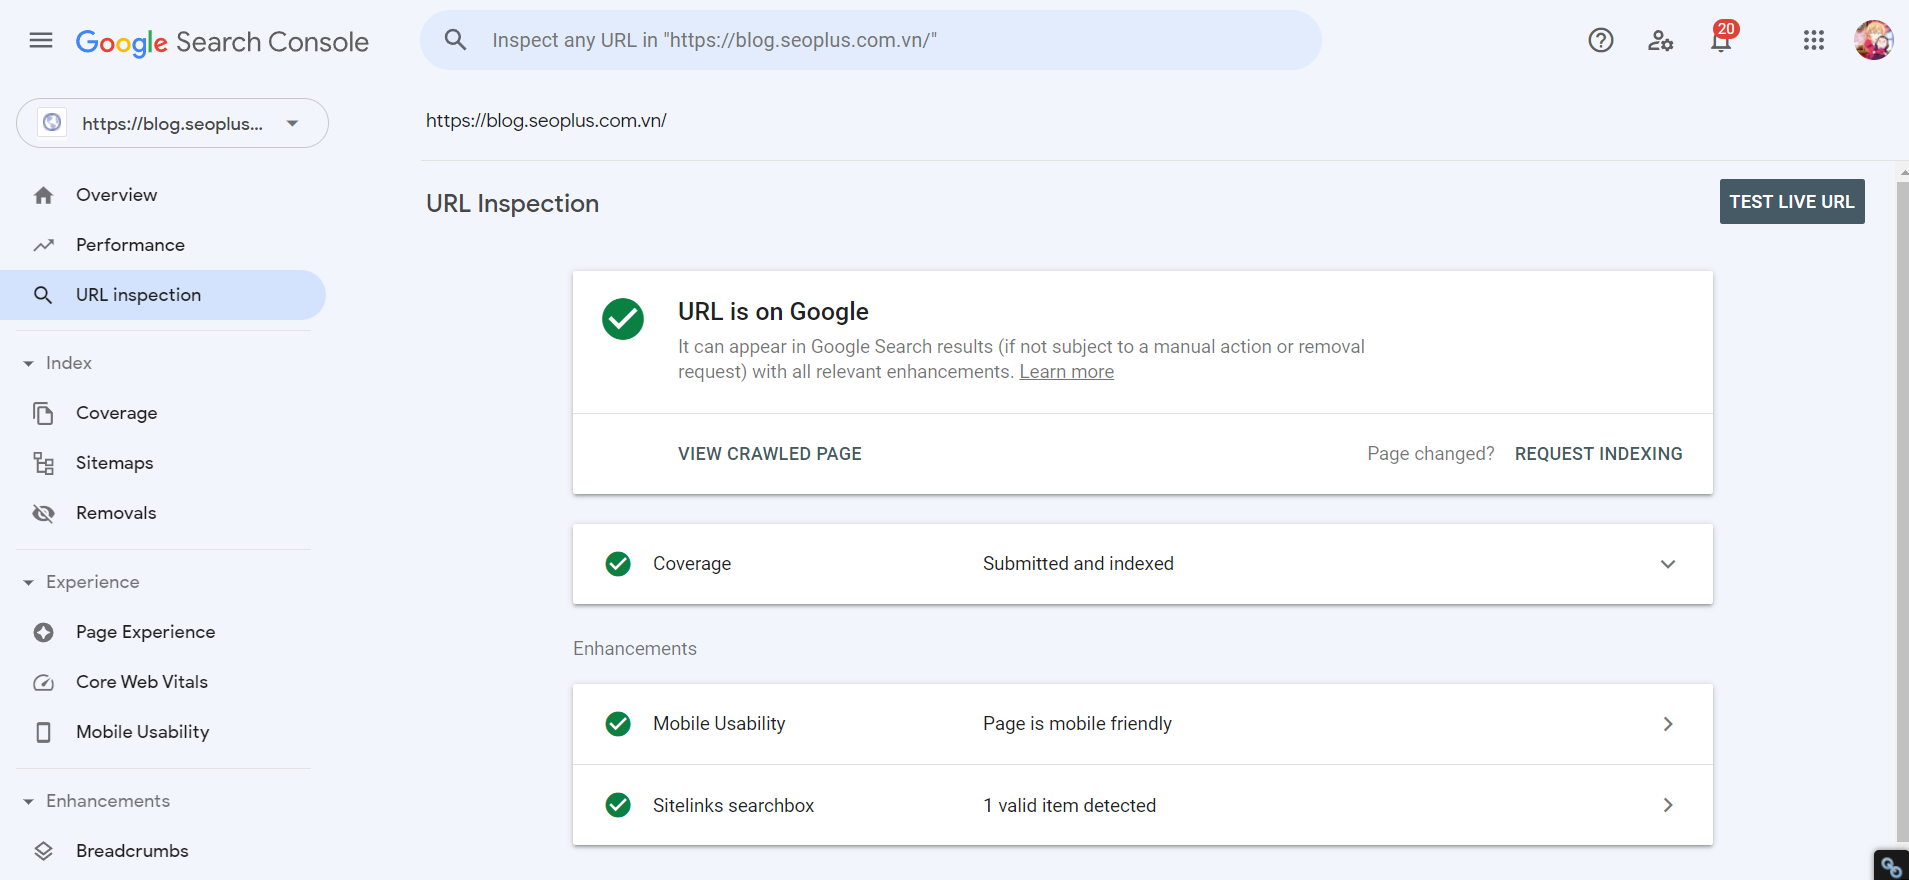 Google Search Console
Inspect any URL in "https://blog.seoplus.com.vn/"
20
https://blog.seoplus...
https://blog.seoplus.com.vn/
Overview
Performance
URL inspection
Index
Coverage
Sitemaps
Removals
Experience
Page Experience
Core Web Vitals
Mobile Usability
Enhancements
Breadcrumbs
URL Inspection
TEST LIVE URL
URL is on Google
It can appear in Google Search results (if not subject to a manual action or removal
request) with all relevant enhancements. Learn more
VIEW CRAWLED PAGE
Page changed? REQUEST INDEXING
Coverage Submitted and indexed
Enhancements
Mobile Usability Page is mobile friendly
Sitelinks searchbox 1 valid item detected